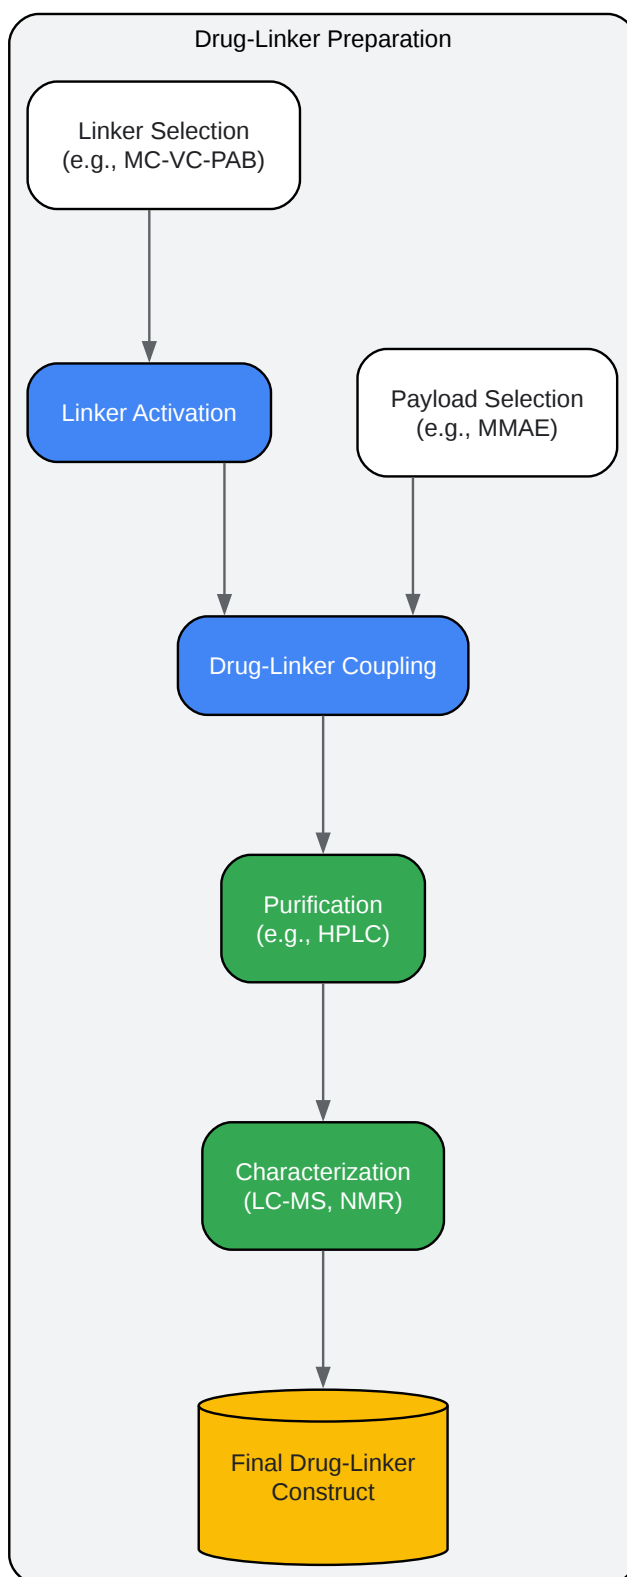 Drug-Linker Preparation
Linker Selection
(e.g., MC-VC-PAB)
Linker Activation
Payload Selection
(e.g., MMAE)
Drug-Linker Coupling
Purification
(e.g., HPLC)
Characterization
(LC-MS, NMR)
Final Drug-Linker
Construct